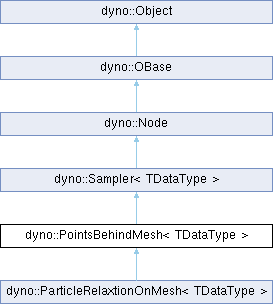 dyno::Object
dyno::OBase
dyno::Node
dyno::Sampler< TDataType >
dyno::PointsBehindMesh< TDataType >
dyno::ParticleRelaxtionOnMesh< TDataType >